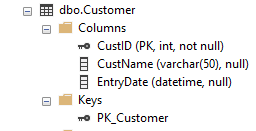 dbo.Customer
Columns
CustID (PK, int, not null)
CustName (varchar(50), null)
EntryDate (datetime, null)
Keys
PK_Customer